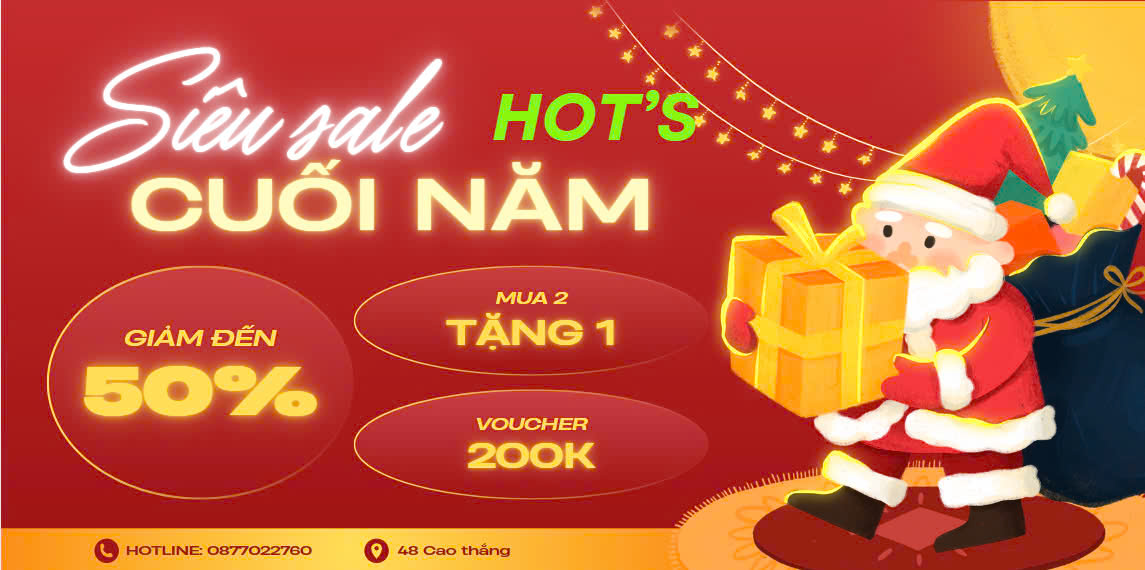 Siêu sale HOT'S
CUỐI NĂM
GIẢM ĐẾN
50%
MUA 2
TẶNG 1
VOUCHER
200K
HOTLINE: 0877022760
48 Cao thắng